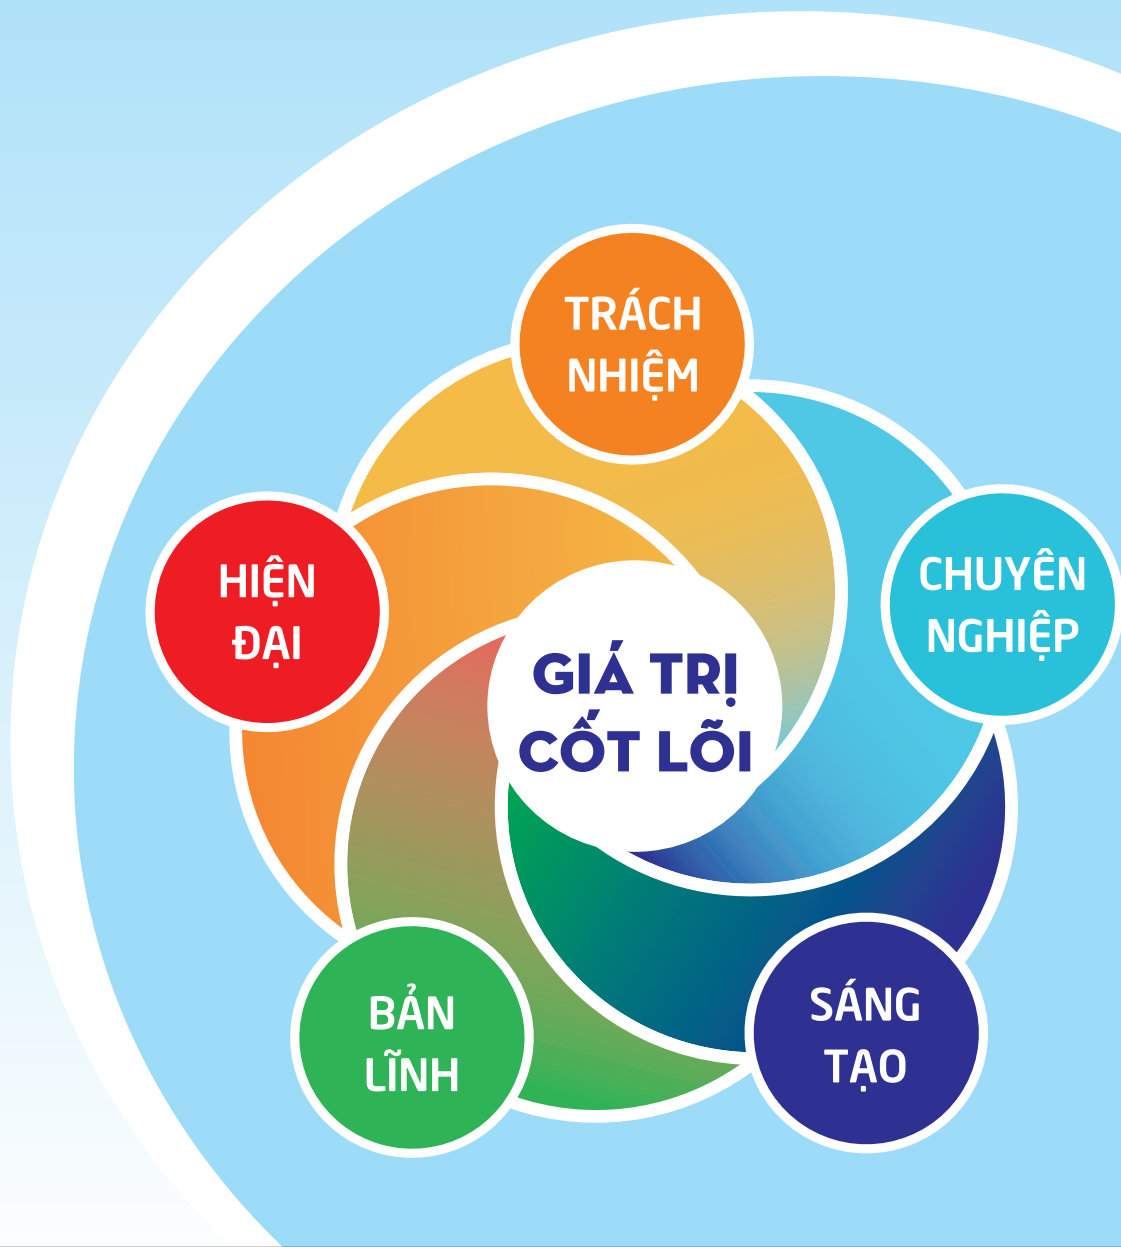 TRÁCH
NHIỆM
CHUYÊN
NGHIỆP
HIỆN
ĐẠI
GIÁ TRỊ
CỐT LÕI
BẢN
LĨNH
SÁNG
TẠO